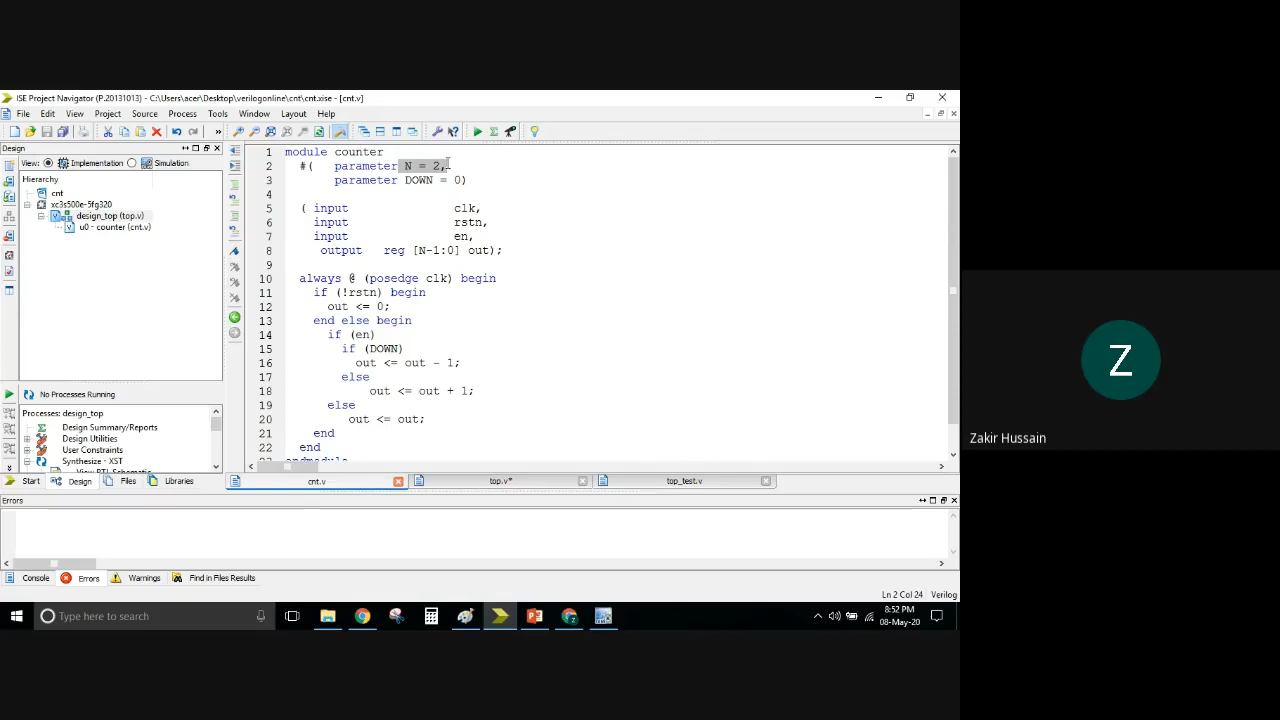 ISE Project Navigator (P.20131013) - C:\Users\acer\Desktop\verilogonline\cnt\cnt.xise - [cnt.v]
File Edit View Project Source Process Tools Window Layout Help
Design
View: Implementation Simulation
Hierarchy
cnt
xc3s500e-5fg320
design_top (top.v)
u0 - counter (cnt.v)
No Processes Running
Processes: design_top
Design Summary/Reports
Design Utilities
User Constraints
Synthesize - XST
View RTL Schematic
Start Design Files Libraries
1 module counter
2 #( parameter N = 2,
3 parameter DOWN = 0)
4
5 ( input clk,
6 input rstn,
7 input en,
8 output reg [N-1:0] out);
9
10 always @ (posedge clk) begin
11 if (!rstn) begin
12 out <= 0;
13 end else begin
14 if (en)
15 if (DOWN)
16 out <= out - 1;
17 else
18 out <= out + 1;
19 else
20 out <= out;
21 end
22 end
23 endmodule
cnt.v top.v* top_test.v
Errors
Console Errors Warnings Find in Files Results
Ln 2 Col 24 Verilog
Type here to search
8:52 PM
08-May-20
Z
Zakir Hussain